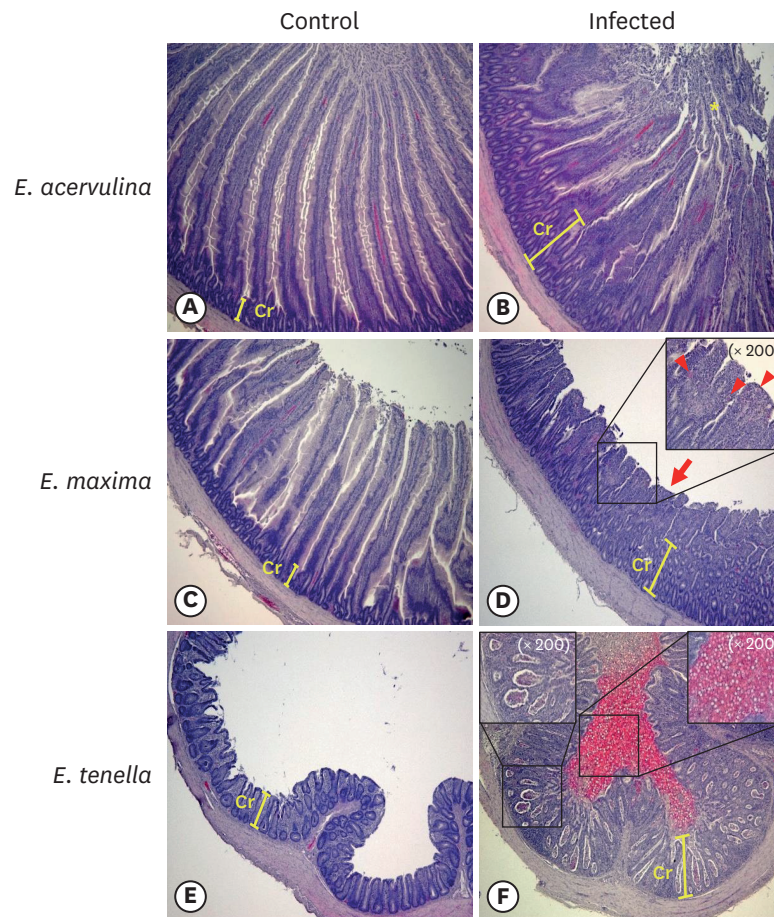 Control
Infected
E. acervulina
Cr
A
*
Cr
B
E. maxima
Cr
C
(× 200)
Cr
D
E. tenella
Cr
E
(× 200)
(× 200)
Cr
F